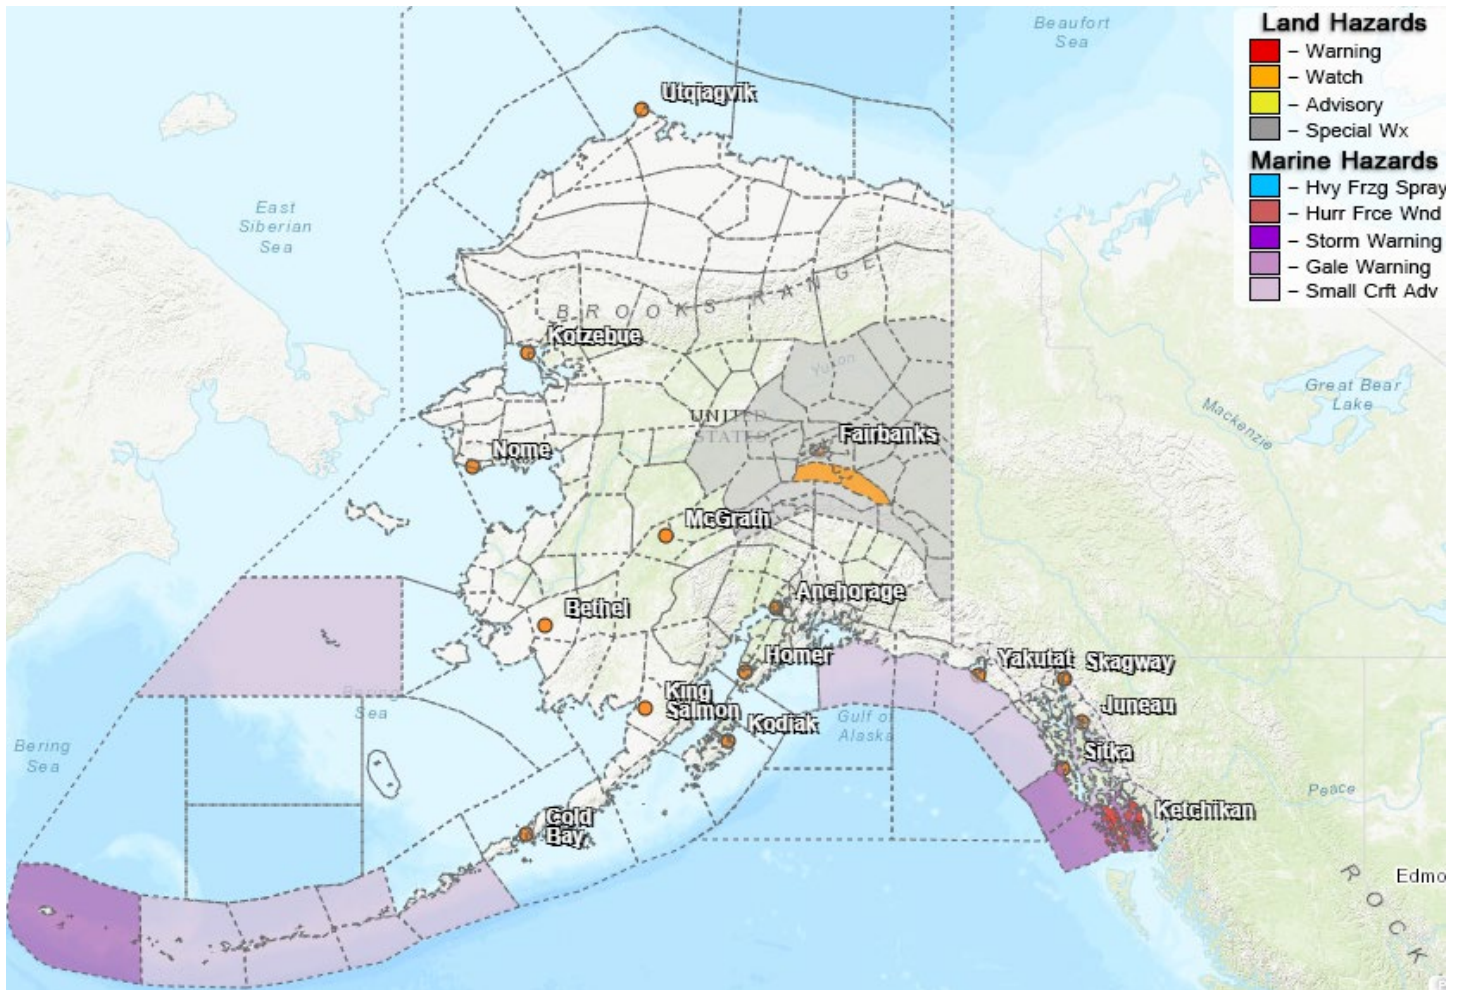 Beaufort
Sea
Land Hazards
– Warning
– Watch
– Advisory
– Special Wx
Marine Hazards
– Hvy Frzg Spray
– Hurr Frce Wnd
– Storm Warning
– Gale Warning
– Small Crft Adv
Utqiagvik
East
Siberian
Sea
BROOKS RANGE
Kotzebue
Yukon
Great Bear
Lake
Mackenzie
UNITED
STATES
Fairbanks
Nome
McGrath
Anchorage
Bethel
Homer
Yakutat
Skagway
King
Salmon
Bering
Sea
Juneau
Kodiak
Gulf of
Alaska
Bering
Sea
Sitka
Peace
Ketchikan
Cold
Bay
ROCK
Edmo